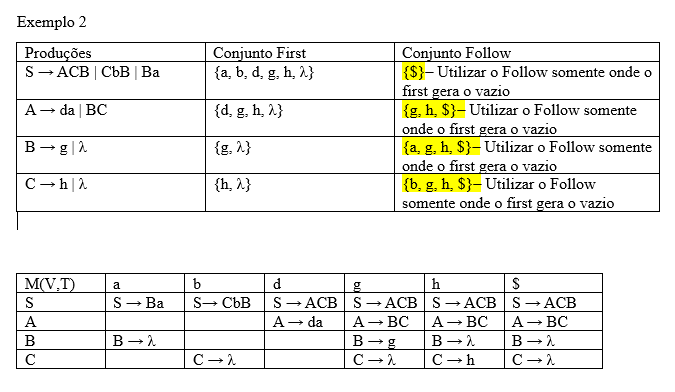 Exemplo 2
Produções Conjunto First Conjunto Follow
S → ACB | CbB | Ba {a, b, d, g, h, λ} {$}– Utilizar o Follow somente onde o
first gera o vazio
A → da | BC {d, g, h, λ} {g, h, $}– Utilizar o Follow somente
onde o first gera o vazio
B → g | λ {g, λ} {a, g, h, $}– Utilizar o Follow somente
onde o first gera o vazio
C → h | λ {h, λ} {b, g, h, $}– Utilizar o Follow
somente onde o first gera o vazio
M(V,T) a b d g h $
S S → Ba S→ CbB S → ACB S → ACB S → ACB S → ACB
A A → da A → BC A → BC A → BC
B B → λ B → g B → λ B → λ
C C → λ C → λ C → h C → λ